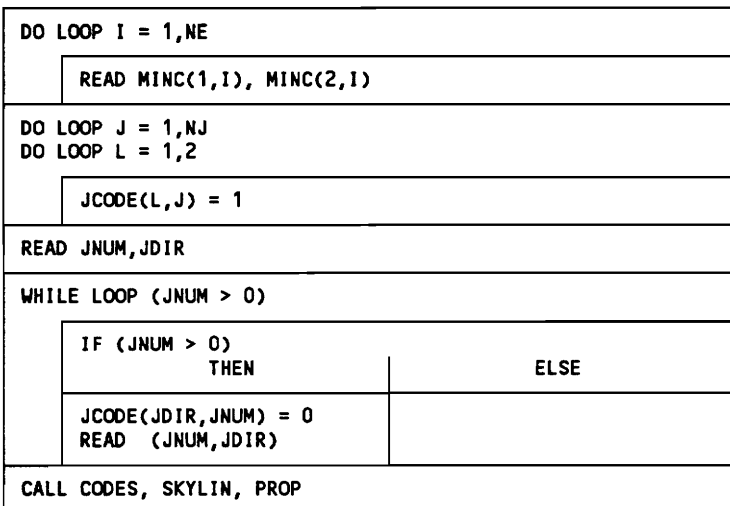 DO LOOP I = 1,NE
READ MINC(1,I), MINC(2,I)
DO LOOP J = 1,NJ
DO LOOP L = 1,2
JCODE(L,J) = 1
READ JNUM,JDIR
WHILE LOOP (JNUM > 0)
IF (JNUM > 0)
THEN ELSE
JCODE(JDIR,JNUM) = 0
READ (JNUM,JDIR)
CALL CODES, SKYLIN, PROP